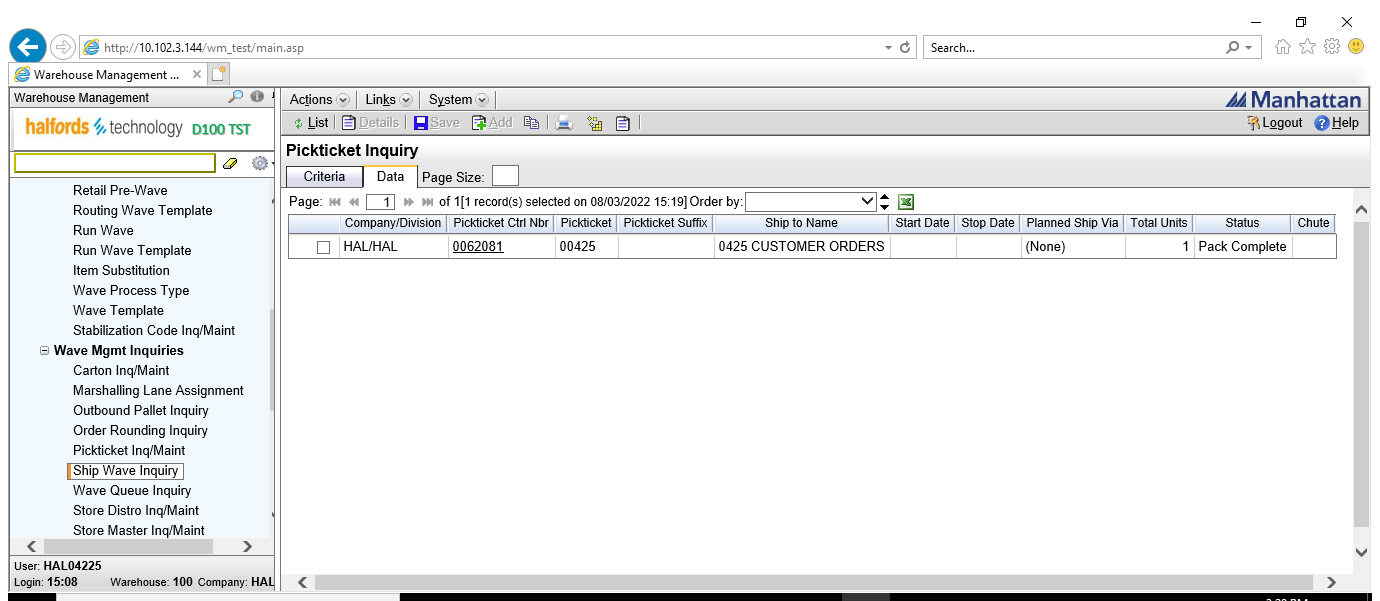 http://10.102.3.144/wm_test/main.asp
Search...
Warehouse Management ...
Warehouse Management
Actions Links System
Manhattan
halfords technology D100 TST
List Details Save Add
Logout Help
Pickticket Inquiry
Criteria Data Page Size:
Page: 1 of 1[1 record(s) selected on 08/03/2022 15:19] Order by:
Company/Division Pickticket Ctrl Nbr Pickticket Pickticket Suffix Ship to Name Start Date Stop Date Planned Ship Via Total Units Status Chute
HAL/HAL 0062081 00425 0425 CUSTOMER ORDERS (None) 1 Pack Complete
Retail Pre-Wave
Routing Wave Template
Run Wave
Run Wave Template
Item Substitution
Wave Process Type
Wave Template
Stabilization Code Inq/Maint
Wave Mgmt Inquiries
Carton Inq/Maint
Marshalling Lane Assignment
Outbound Pallet Inquiry
Order Rounding Inquiry
Pickticket Inq/Maint
Ship Wave Inquiry
Wave Queue Inquiry
Store Distro Inq/Maint
Store Master Inq/Maint
User: HAL04225
Login: 15:08 Warehouse: 100 Company: HAL